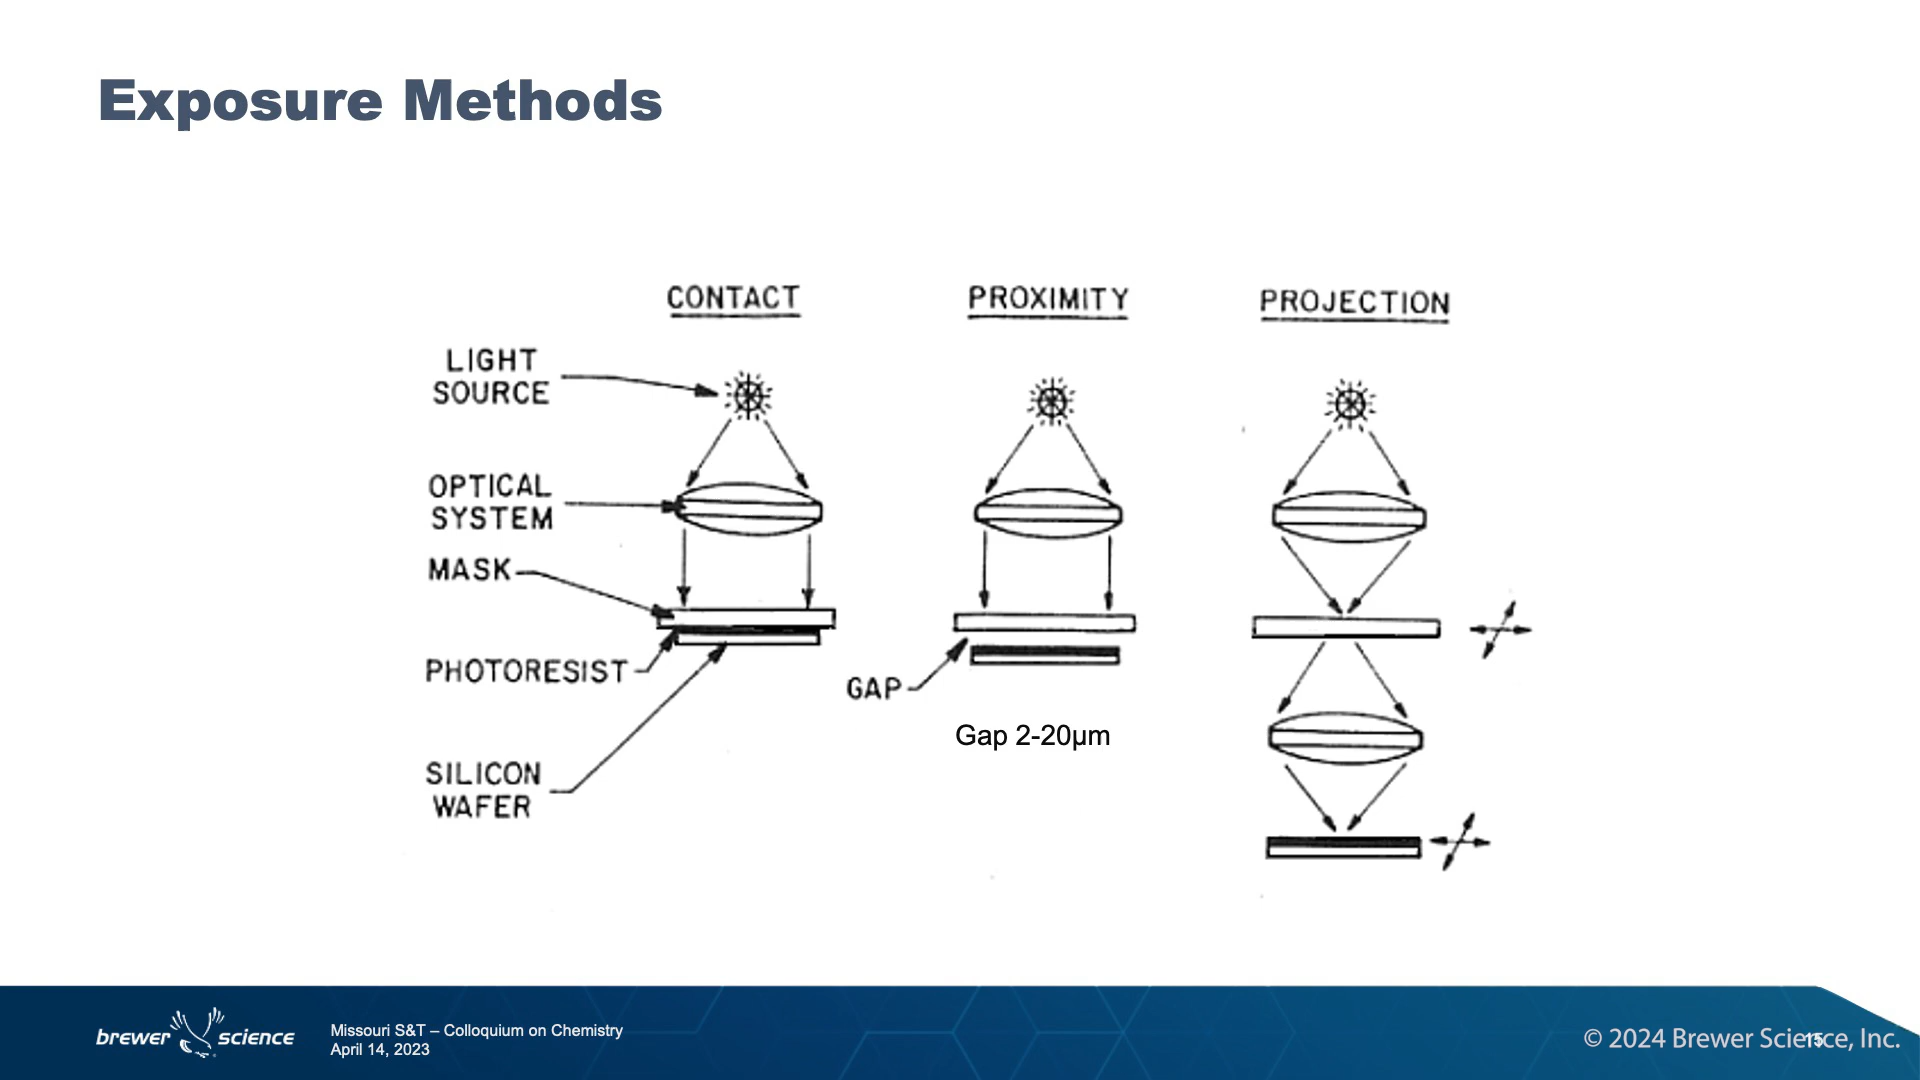 Exposure Methods
CONTACT
PROXIMITY
PROJECTION
LIGHT
SOURCE
OPTICAL
SYSTEM
MASK
PHOTORESIST
GAP
Gap 2-20µm
SILICON
WAFER
brewer science
Missouri S&T – Colloquium on Chemistry
April 14, 2023
© 2024 Brewer Science, Inc.
15